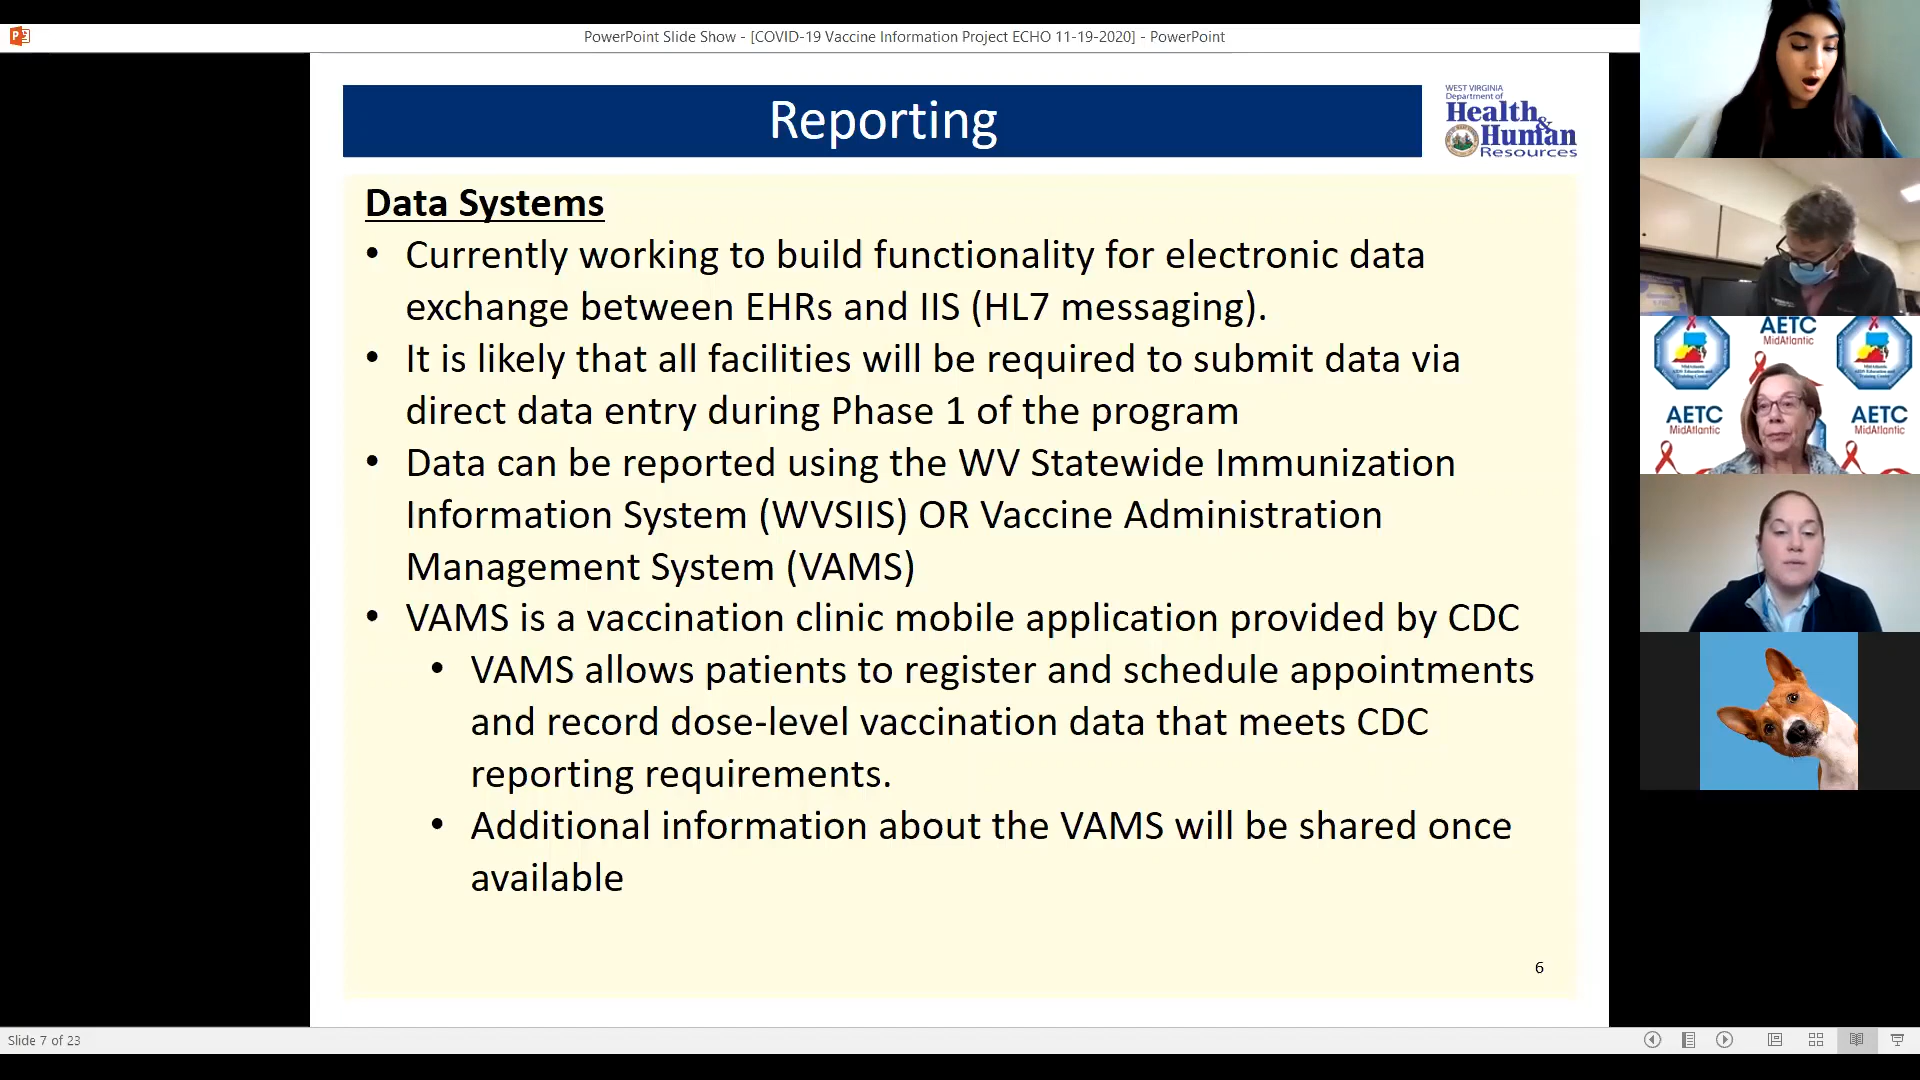 PowerPoint Slide Show - [COVID-19 Vaccine Information Project ECHO 11-19-2020] - PowerPoint
Reporting
WEST VIRGINIA
Department of
Health &
Human
Resources
Data Systems
• Currently working to build functionality for electronic data
exchange between EHRs and IIS (HL7 messaging).
• It is likely that all facilities will be required to submit data via
direct data entry during Phase 1 of the program
• Data can be reported using the WV Statewide Immunization
Information System (WVSIIS) OR Vaccine Administration
Management System (VAMS)
• VAMS is a vaccination clinic mobile application provided by CDC
• VAMS allows patients to register and schedule appointments
and record dose-level vaccination data that meets CDC
reporting requirements.
• Additional information about the VAMS will be shared once
available
6
AETC
MidAtlantic
AETC
MidAtlantic
AETC
MidAtlantic
Slide 7 of 23